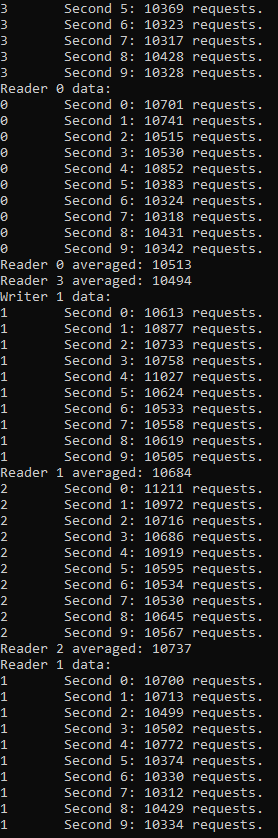 3 Second 5: 10369 requests.
3 Second 6: 10323 requests.
3 Second 7: 10317 requests.
3 Second 8: 10428 requests.
3 Second 9: 10328 requests.
Reader 0 data:
0 Second 0: 10701 requests.
0 Second 1: 10741 requests.
0 Second 2: 10515 requests.
0 Second 3: 10530 requests.
0 Second 4: 10852 requests.
0 Second 5: 10383 requests.
0 Second 6: 10324 requests.
0 Second 7: 10318 requests.
0 Second 8: 10431 requests.
0 Second 9: 10342 requests.
Reader 0 averaged: 10513
Reader 3 averaged: 10494
Writer 1 data:
1 Second 0: 10613 requests.
1 Second 1: 10877 requests.
1 Second 2: 10733 requests.
1 Second 3: 10758 requests.
1 Second 4: 11027 requests.
1 Second 5: 10624 requests.
1 Second 6: 10533 requests.
1 Second 7: 10558 requests.
1 Second 8: 10619 requests.
1 Second 9: 10505 requests.
Reader 1 averaged: 10684
2 Second 0: 11211 requests.
2 Second 1: 10972 requests.
2 Second 2: 10716 requests.
2 Second 3: 10686 requests.
2 Second 4: 10919 requests.
2 Second 5: 10595 requests.
2 Second 6: 10534 requests.
2 Second 7: 10530 requests.
2 Second 8: 10645 requests.
2 Second 9: 10567 requests.
Reader 2 averaged: 10737
Reader 1 data:
1 Second 0: 10700 requests.
1 Second 1: 10713 requests.
1 Second 2: 10499 requests.
1 Second 3: 10502 requests.
1 Second 4: 10772 requests.
1 Second 5: 10374 requests.
1 Second 6: 10330 requests.
1 Second 7: 10312 requests.
1 Second 8: 10429 requests.
1 Second 9: 10334 requests.